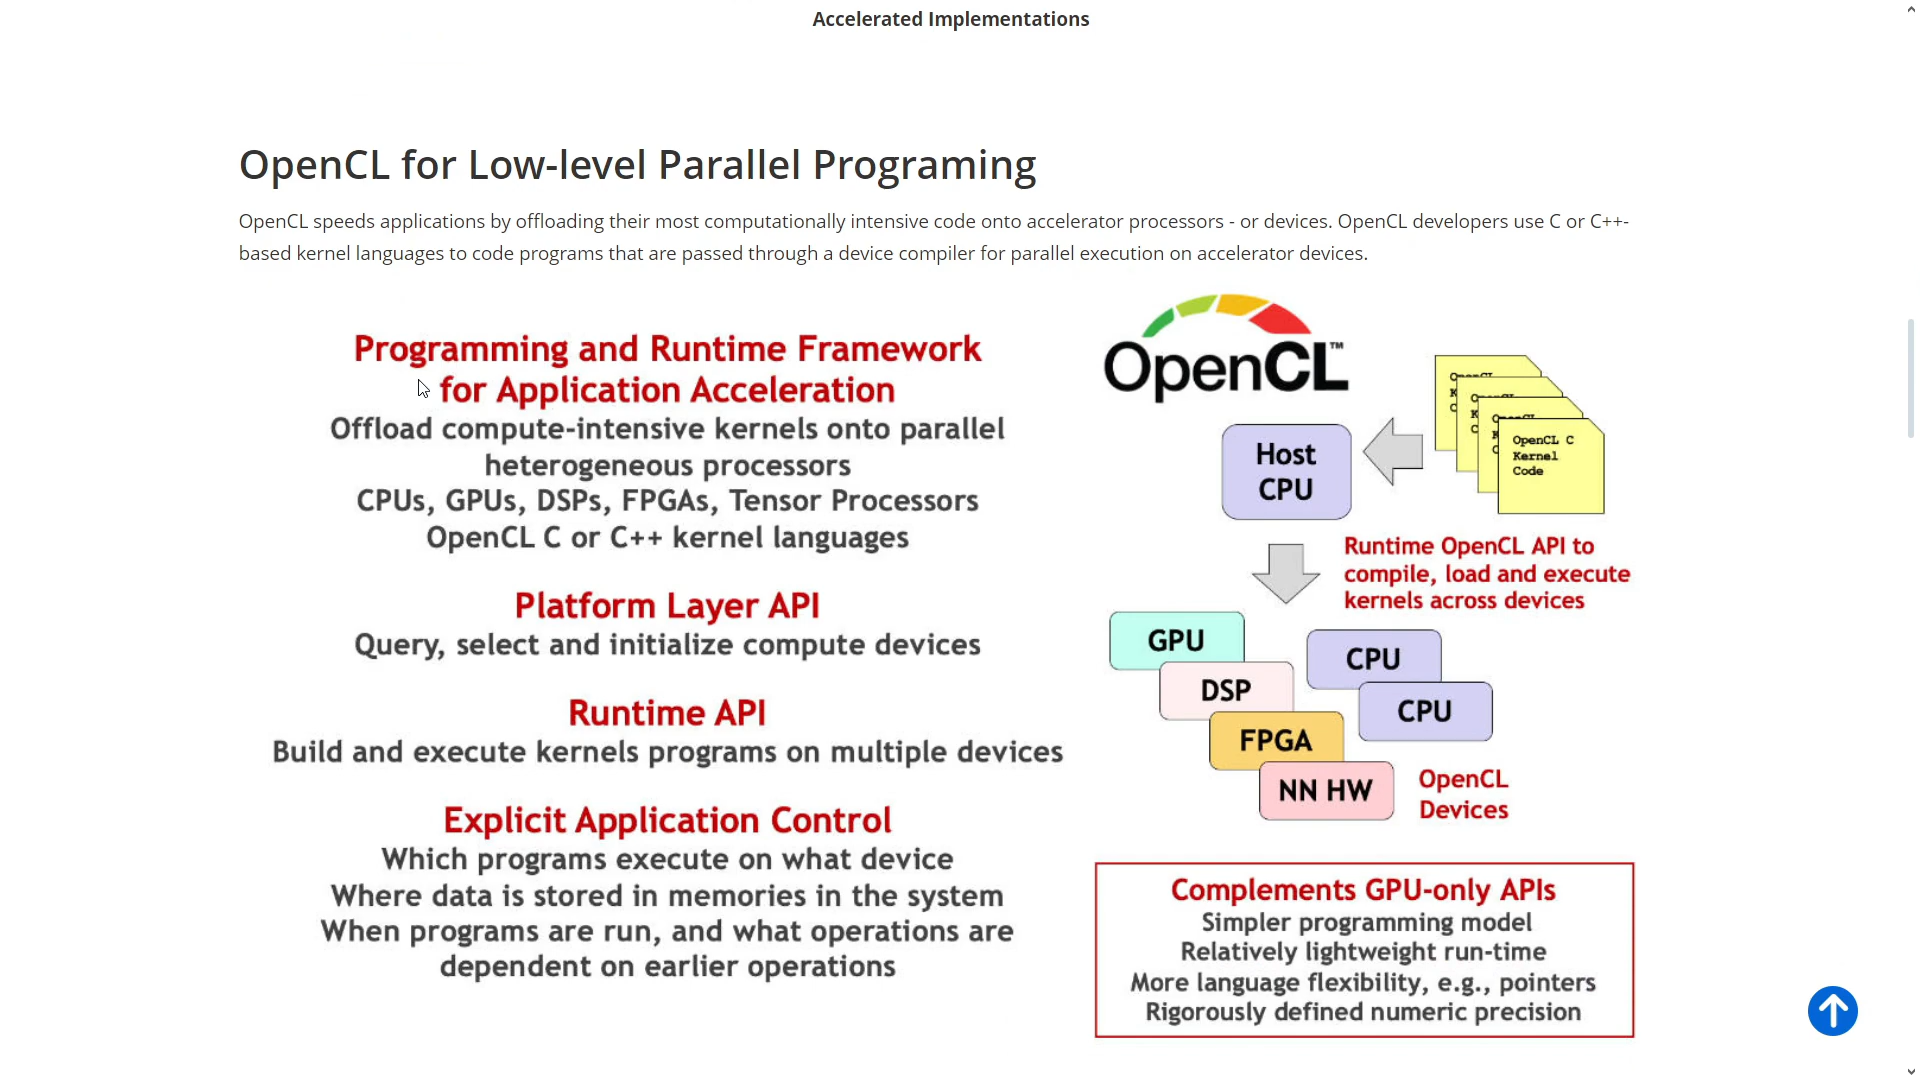 Accelerated Implementations
OpenCL for Low-level Parallel Programing
OpenCL speeds applications by offloading their most computationally intensive code onto accelerator processors - or devices. OpenCL developers use C or C++-
based kernel languages to code programs that are passed through a device compiler for parallel execution on accelerator devices.
Programming and Runtime Framework
for Application Acceleration
Offload compute-intensive kernels onto parallel
heterogeneous processors
CPUs, GPUs, DSPs, FPGAs, Tensor Processors
OpenCL C or C++ kernel languages
Platform Layer API
Query, select and initialize compute devices
Runtime API
Build and execute kernels programs on multiple devices
Explicit Application Control
Which programs execute on what device
Where data is stored in memories in the system
When programs are run, and what operations are
dependent on earlier operations
OpenCL™
OpenCL C
Kernel
Code
Host
CPU
Runtime OpenCL API to
compile, load and execute
kernels across devices
GPU
DSP
FPGA
NN HW
CPU
CPU
OpenCL
Devices
Complements GPU-only APIs
Simpler programming model
Relatively lightweight run-time
More language flexibility, e.g., pointers
Rigorously defined numeric precision